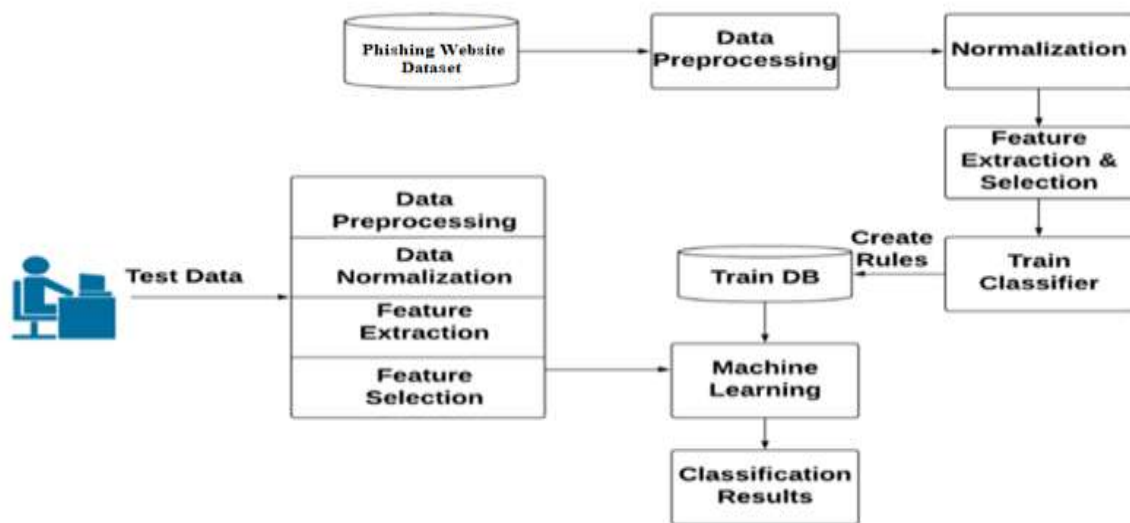 Phishing Website
Dataset
Data
Preprocessing
Normalization
Feature
Extraction &
Selection
Data
Preprocessing
Data
Normalization
Feature
Extraction
Feature
Selection
Test Data
Create
Rules
Train DB
Train
Classifier
Machine
Learning
Classification
Results